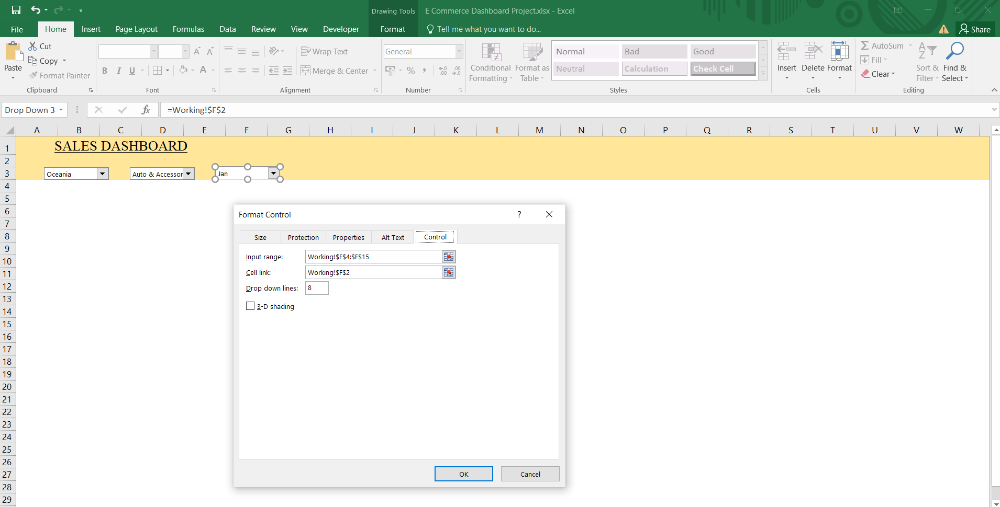 Drawing Tools E Commerce Dashboard Project.xlsx - Excel
File Home Insert Page Layout Formulas Data Review View Developer Format Tell me what you want to do... Share
Paste
Cut
Copy
Format Painter
Clipboard
B I U A
Font
Wrap Text
Merge & Center
Alignment
General
%
Number
Conditional Formatting
Format as Table
Normal Bad Good
Neutral Calculation Check Cell
Styles
Insert Delete Format
Cells
AutoSum
Fill
Clear
Sort & Filter
Find & Select
Editing
Drop Down 3 fx =Working!$F$2
A B C D E F G H I J K L M N O P Q R S T U V W
1 SALES DASHBOARD
2
3 Oceania Auto & Accessor Jan
4
5
6
7
8
9
10
11
12
13
14
15
16
17
18
19
20
21
22
23
24
25
26
27
28
29
Format Control ?
Size Protection Properties Alt Text Control
Input range: Working!$F$4:$F$15
Cell link: Working!$F$2
Drop down lines: 8
3-D shading
OK Cancel